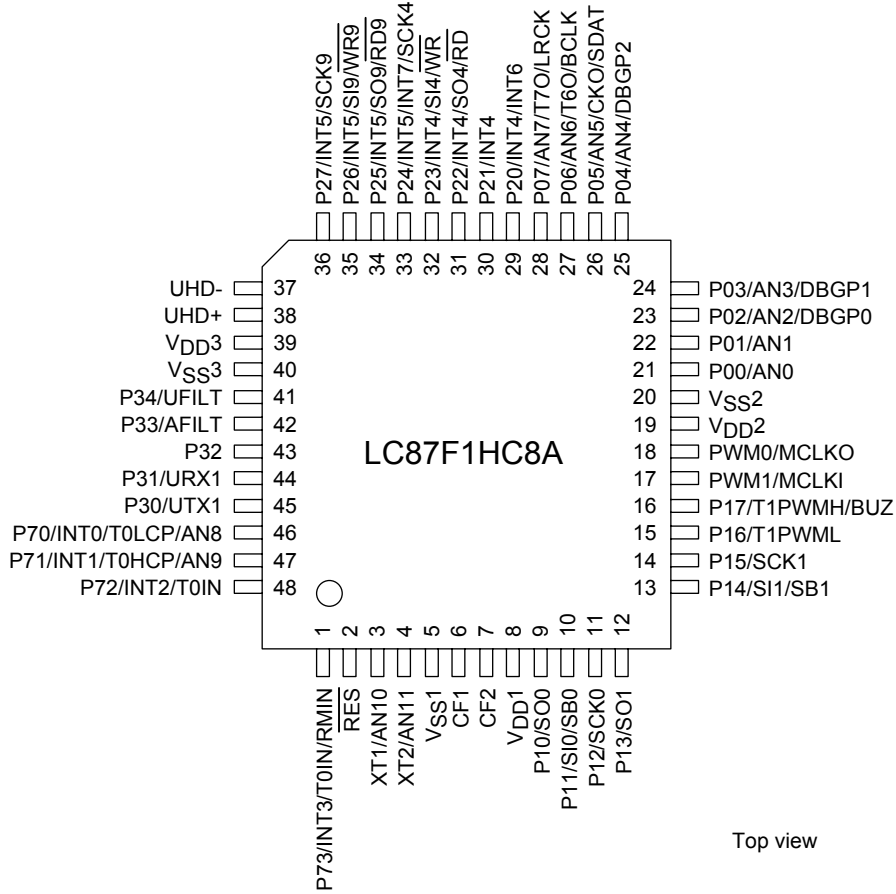 P27/INT5/SCK9
P26/INT5/SI9/WR9
P25/INT5/SO9/RD9
P24/INT5/INT7/SCK4
P23/INT4/SI4/WR
P22/INT4/SO4/RD
P21/INT4
P20/INT4/INT6
P07/AN7/T7O/LRCK
P06/AN6/T6O/BCLK
P05/AN5/CKO/SDAT
P04/AN4/DBGP2
36 35 34 33 32 31 30 29 28 27 26 25
UHD- 37
UHD+ 38
VDD3 39
VSS3 40
P34/UFILT 41
P33/AFILT 42
P32 43
P31/URX1 44
P30/UTX1 45
P70/INT0/T0LCP/AN8 46
P71/INT1/T0HCP/AN9 47
P72/INT2/T0IN 48
LC87F1HC8A
24 P03/AN3/DBGP1
23 P02/AN2/DBGP0
22 P01/AN1
21 P00/AN0
20 VSS2
19 VDD2
18 PWM0/MCLKO
17 PWM1/MCLKI
16 P17/T1PWMH/BUZ
15 P16/T1PWML
14 P15/SCK1
13 P14/SI1/SB1
1 2 3 4 5 6 7 8 9 10 11 12
P73/INT3/T0IN/RMIN
RES
XT1/AN10
XT2/AN11
VSS1
CF1
CF2
VDD1
P10/SO0
P11/SI0/SB0
P12/SCK0
P13/SO1
Top view